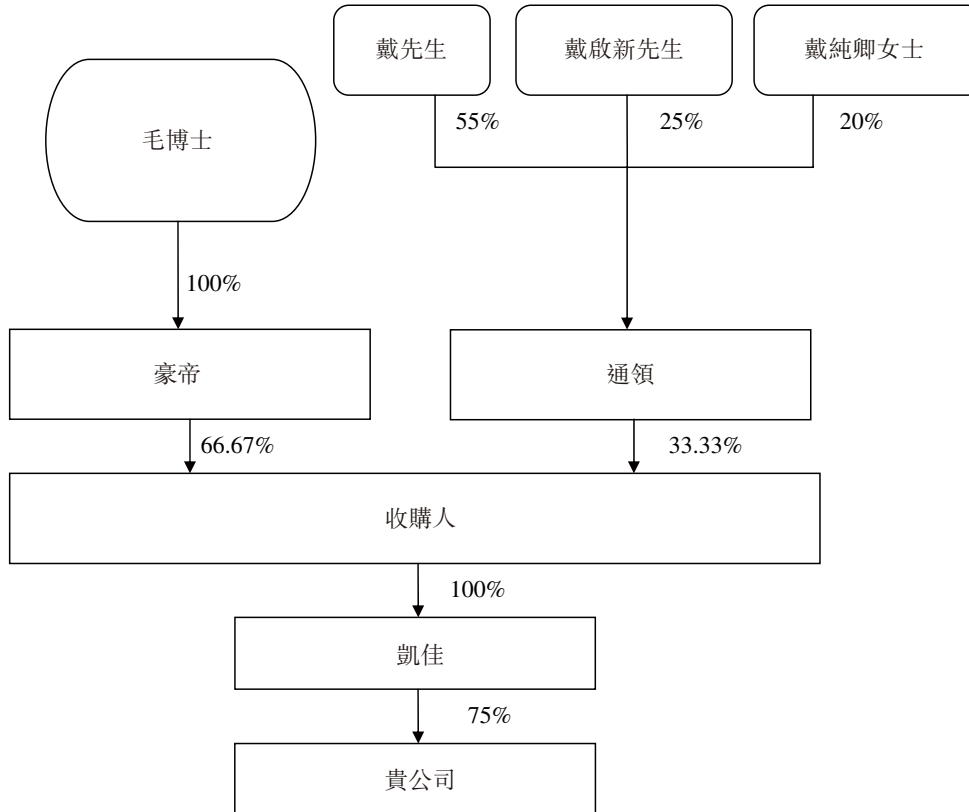 戴先生
戴啟新先生
戴純卿女士
毛博士
55%
25%
20%
100%
豪帝
通領
66.67%
33.33%
收購人
100%
凱佳
75%
貴公司